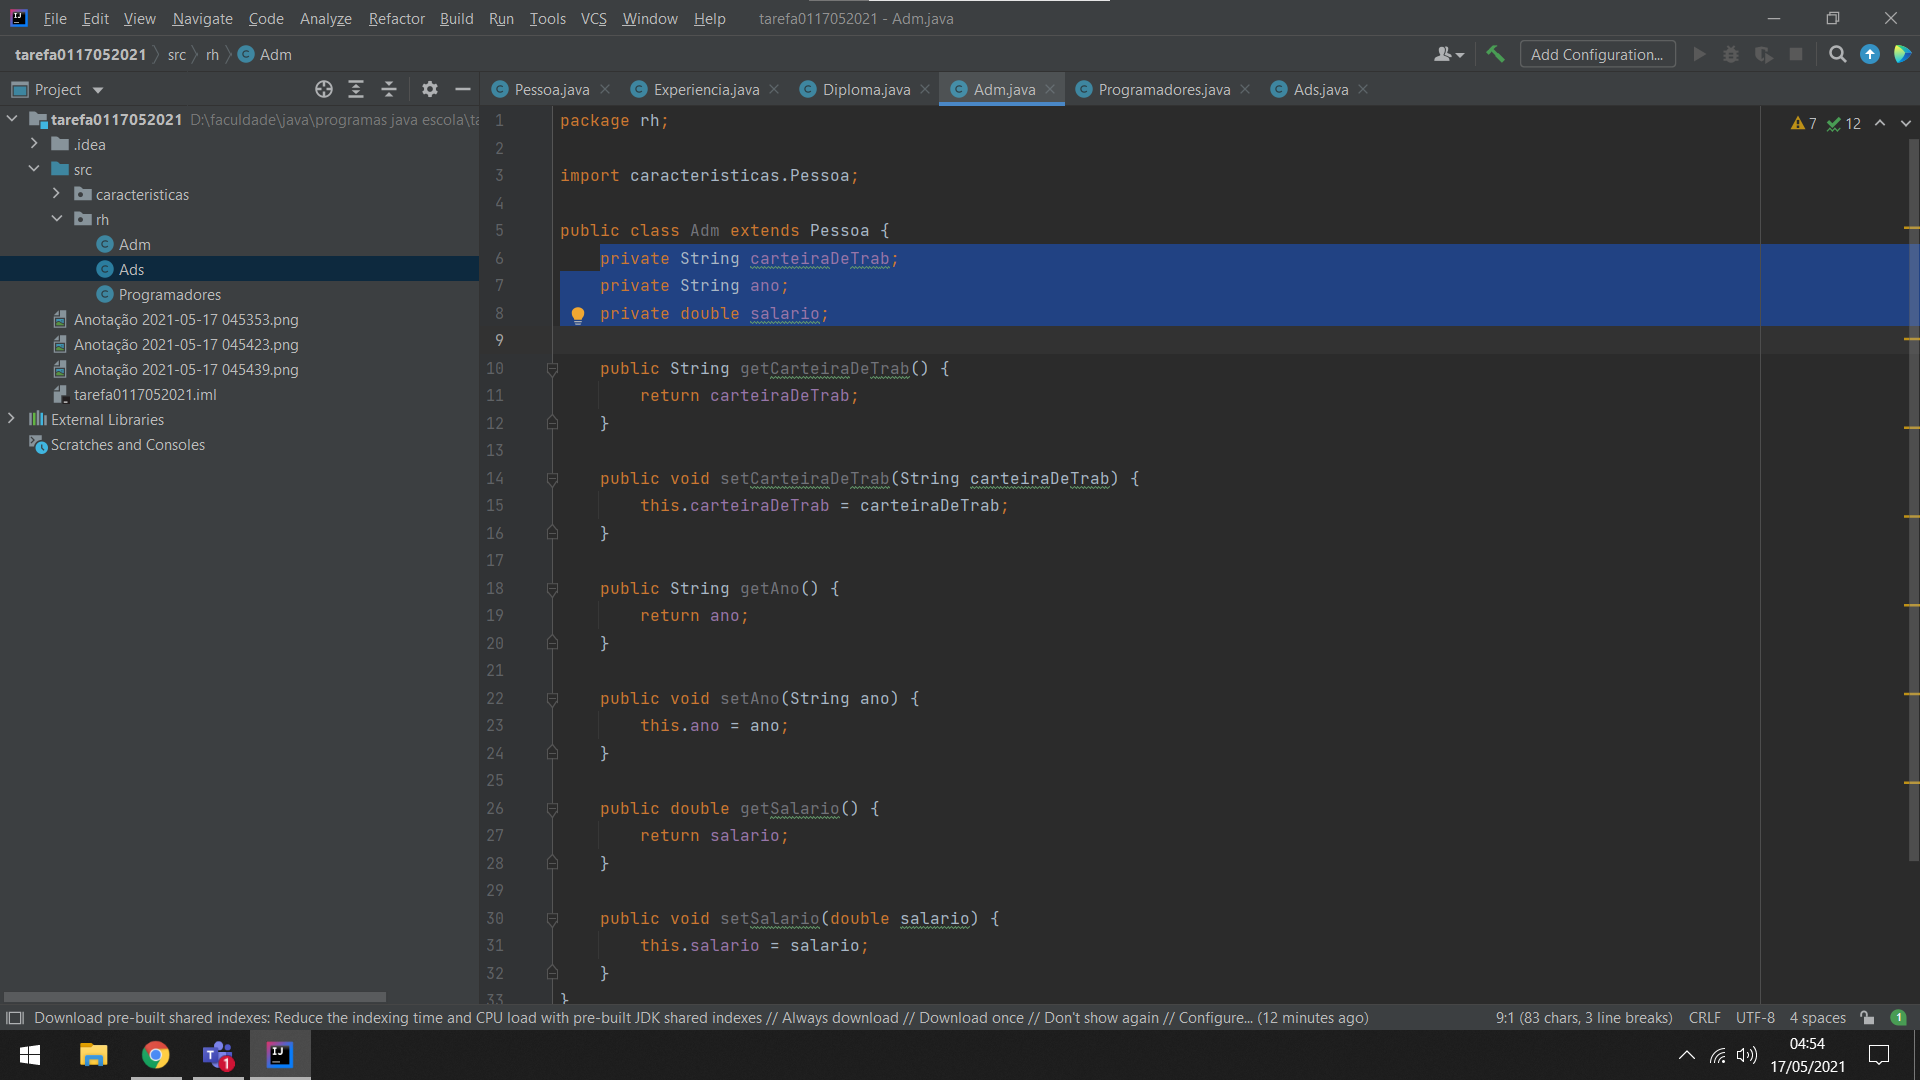 File Edit View Navigate Code Analyze Refactor Build Run Tools VCS Window Help tarefa0117052021 - Adm.java
tarefa0117052021 src rh Adm
Add Configuration...
Project
Pessoa.java Experiencia.java Diploma.java Adm.java Programadores.java Ads.java
tarefa0117052021 D:\faculdade\java\programas java escola\ta
.idea
src
caracteristicas
rh
Adm
Ads
Programadores
Anotação 2021-05-17 045353.png
Anotação 2021-05-17 045423.png
Anotação 2021-05-17 045439.png
tarefa0117052021.iml
External Libraries
Scratches and Consoles
7 12
1 package rh;
2
3 import caracteristicas.Pessoa;
4
5 public class Adm extends Pessoa {
6 private String carteiraDeTrab;
7 private String ano;
8 private double salario;
9
10 public String getCarteiraDeTrab() {
11 return carteiraDeTrab;
12 }
13
14 public void setCarteiraDeTrab(String carteiraDeTrab) {
15 this.carteiraDeTrab = carteiraDeTrab;
16 }
17
18 public String getAno() {
19 return ano;
20 }
21
22 public void setAno(String ano) {
23 this.ano = ano;
24 }
25
26 public double getSalario() {
27 return salario;
28 }
29
30 public void setSalario(double salario) {
31 this.salario = salario;
32 }
33 }
Download pre-built shared indexes: Reduce the indexing time and CPU load with pre-built JDK shared indexes // Always download // Download once // Don't show again // Configure... (12 minutes ago) 9:1 (83 chars, 3 line breaks) CRLF UTF-8 4 spaces 1
T 1 IJ
04:54
17/05/2021